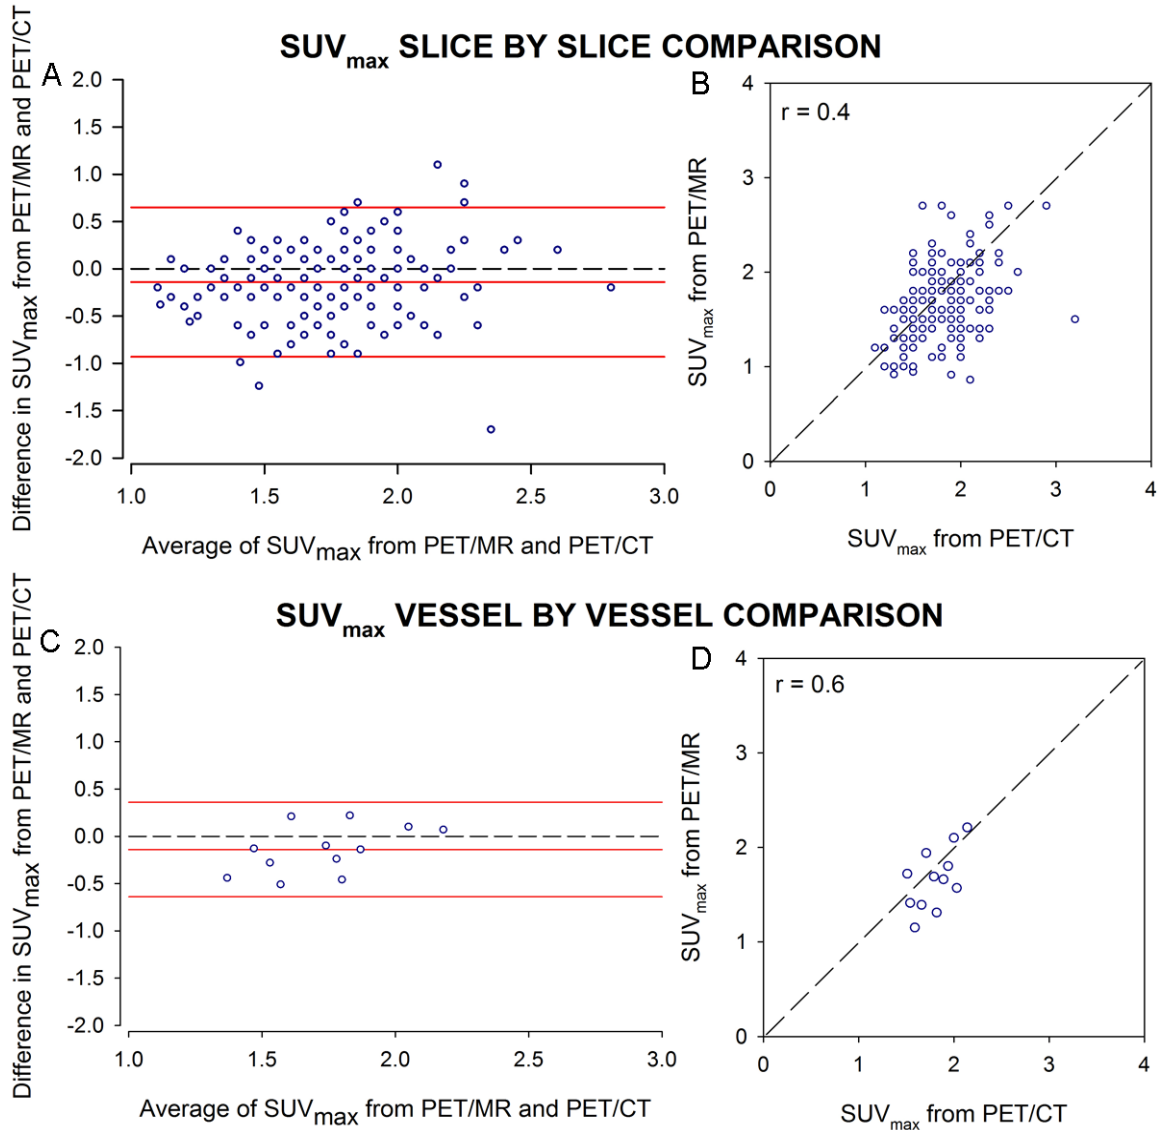 SUVmax SLICE BY SLICE COMPARISON
A
Difference in SUVmax from PET/MR and PET/CT
2.0
1.5
1.0
0.5
0.0
-0.5
-1.0
-1.5
-2.0
1.0 1.5 2.0 2.5 3.0
Average of SUVmax from PET/MR and PET/CT
B
r = 0.4
SUVmax from PET/MR
4
3
2
1
0
0 1 2 3 4
SUVmax from PET/CT
SUVmax VESSEL BY VESSEL COMPARISON
C
Difference in SUVmax from PET/MR and PET/CT
2.0
1.5
1.0
0.5
0.0
-0.5
-1.0
-1.5
-2.0
1.0 1.5 2.0 2.5 3.0
Average of SUVmax from PET/MR and PET/CT
D
r = 0.6
SUVmax from PET/MR
4
3
2
1
0
0 1 2 3 4
SUVmax from PET/CT